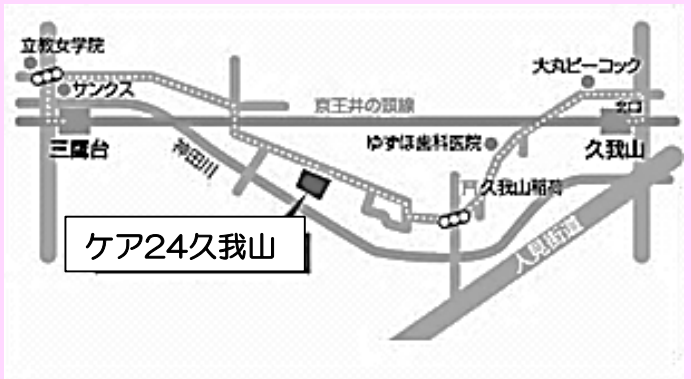 立教女学院
サンクス
三鷹台
神田川
京王井の頭線
大丸ピーコック
北口
久我山
ゆずほ歯科医院
久我山稲荷
人見街道
ケア24久我山